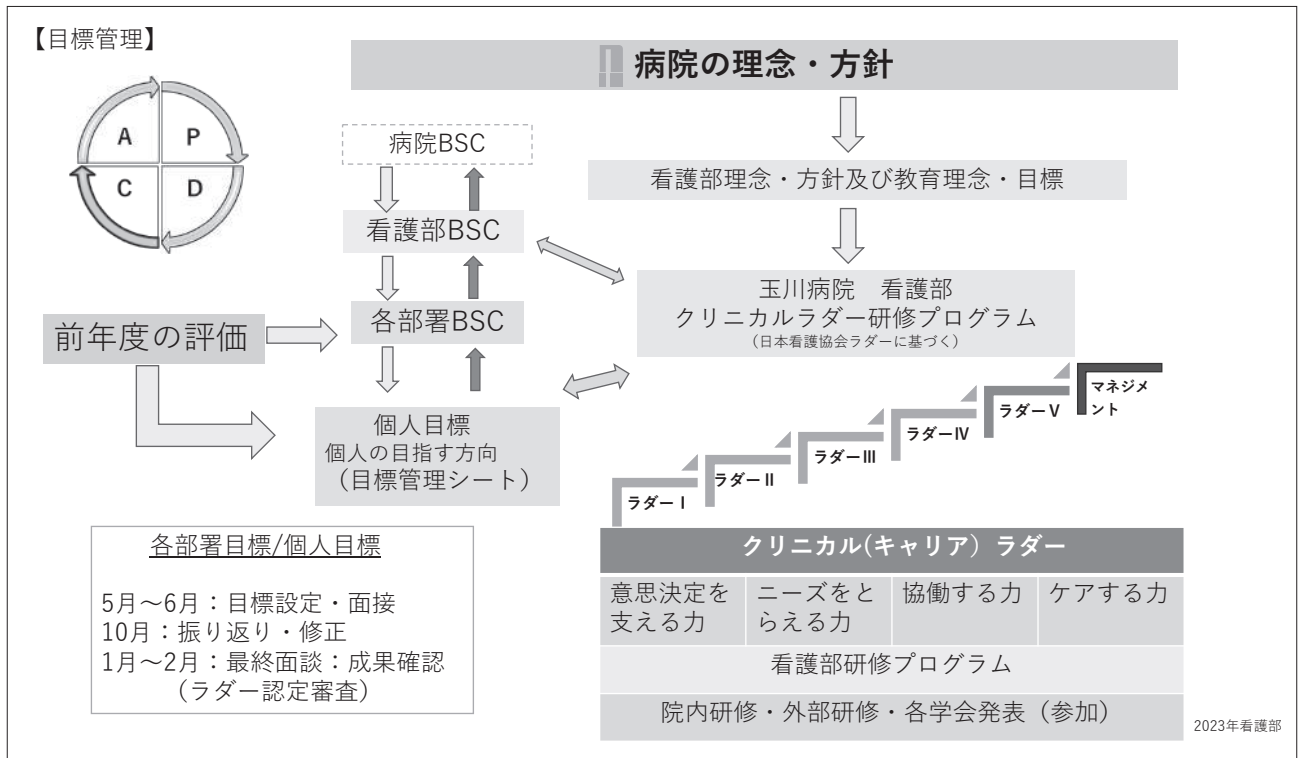 【目標管理】
病院の理念・方針
A
P
C
D
病院BSC
看護部BSC
各部署BSC
前年度の評価
個人目標
個人の目指す方向
（目標管理シート）
看護部理念・方針及び教育理念・目標
玉川病院　看護部
クリニカルラダー研修プログラム
（日本看護協会ラダーに基づく）
ラダーⅠ
ラダーⅡ
ラダーⅢ
ラダーⅣ
ラダーⅤ
マネジメ
ント
各部署目標/個人目標
5月～6月：目標設定・面接
10月：振り返り・修正
1月～2月：最終面談：成果確認
（ラダー認定審査）
クリニカル(キャリア）ラダー
意思決定を
支える力
ニーズをと
らえる力
協働する力
ケアする力
看護部研修プログラム
院内研修・外部研修・各学会発表（参加）
2023年看護部